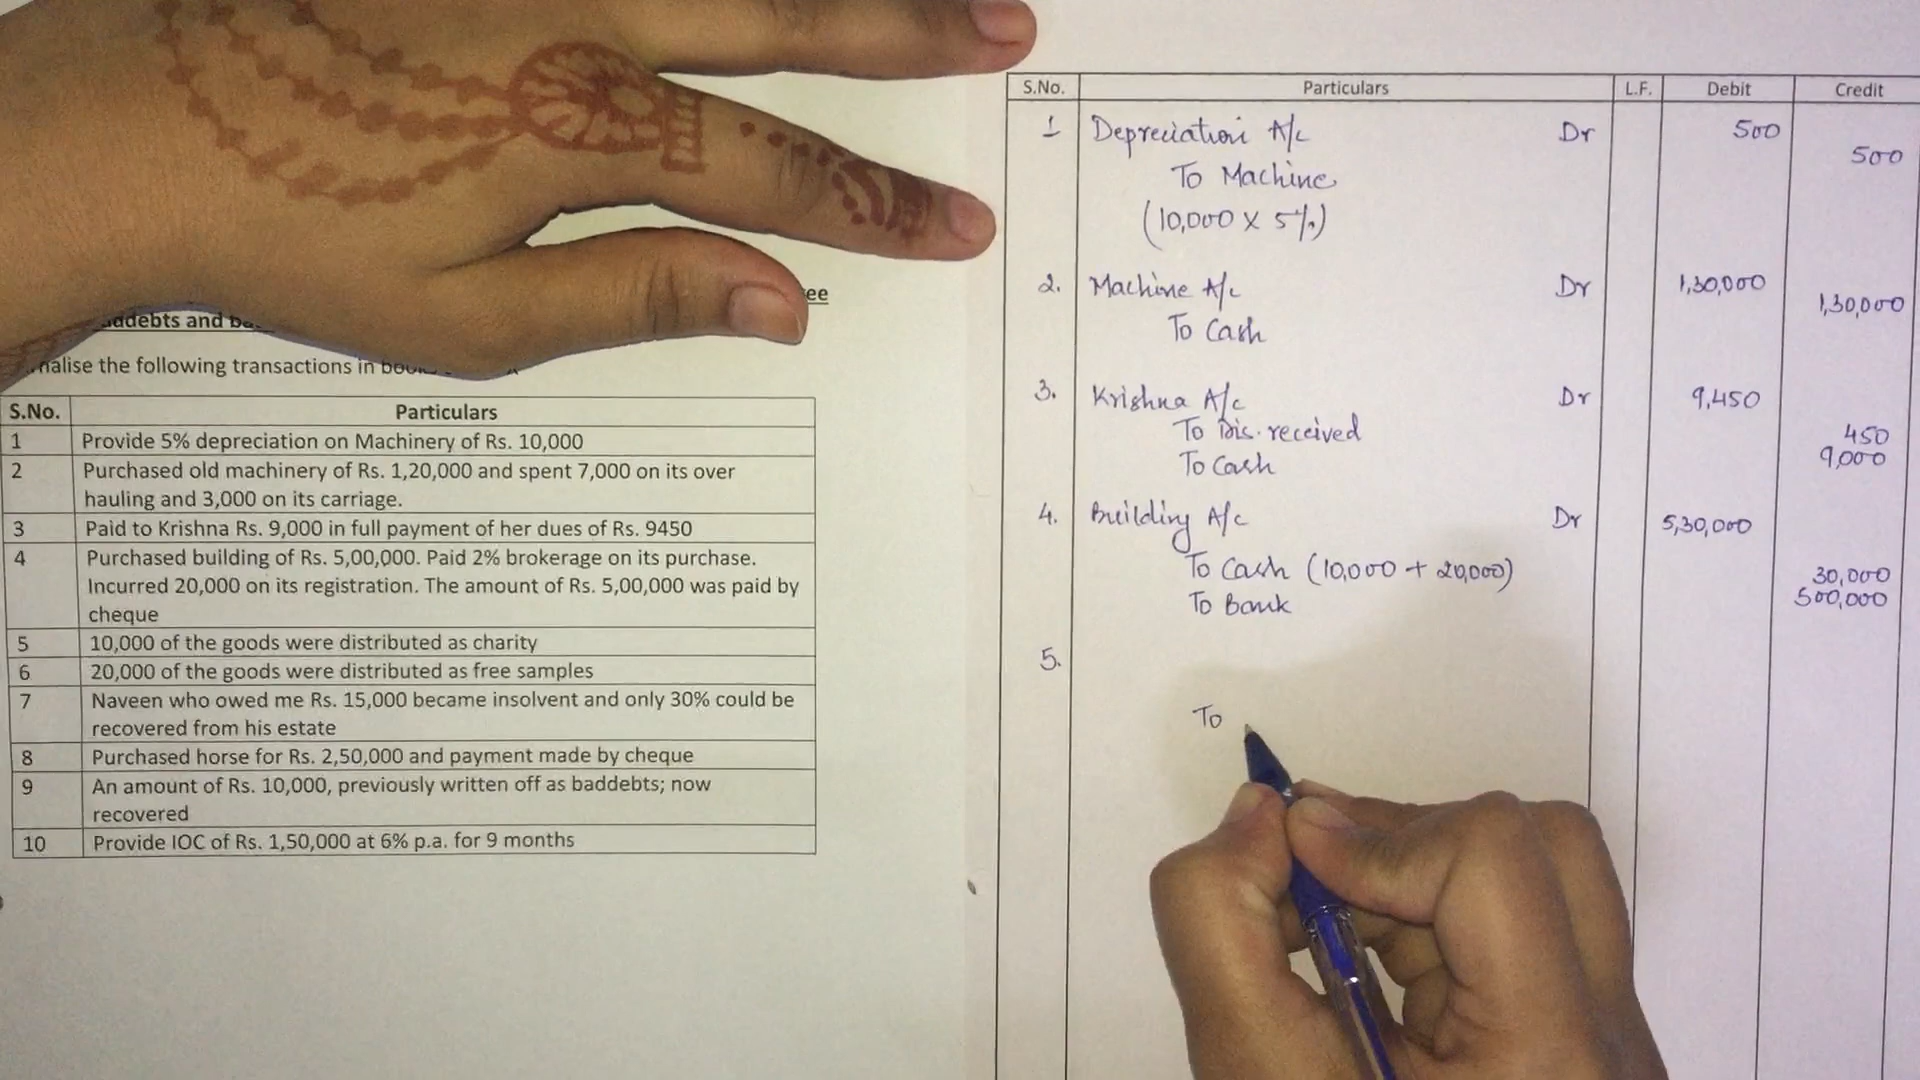 ee
addebts and
nalise the following transactions in
S.No. Particulars
1 Provide 5% depreciation on Machinery of Rs. 10,000
2 Purchased old machinery of Rs. 1,20,000 and spent 7,000 on its over
hauling and 3,000 on its carriage.
3 Paid to Krishna Rs. 9,000 in full payment of her dues of Rs. 9450
4 Purchased building of Rs. 5,00,000. Paid 2% brokerage on its purchase.
Incurred 20,000 on its registration. The amount of Rs. 5,00,000 was paid by
cheque
5 10,000 of the goods were distributed as charity
6 20,000 of the goods were distributed as free samples
7 Naveen who owed me Rs. 15,000 became insolvent and only 30% could be
recovered from his estate
8 Purchased horse for Rs. 2,50,000 and payment made by cheque
9 An amount of Rs. 10,000, previously written off as baddebts; now
recovered
10 Provide IOC of Rs. 1,50,000 at 6% p.a. for 9 months
S.No. Particulars L.F. Debit Credit
1 Depreciation A/c Dr 500
500
To Machine
(10,000 X 5%)
2. Machine A/c Dr 1,30,000
1,30,000
To Cash
3. Krishna A/c Dr 9,450
To Dis. received 450
To Cash 9,000
4. Building A/c Dr 5,30,000
To Cash (10,000 + 20,000) 30,000
To Bank 500,000
5.
To